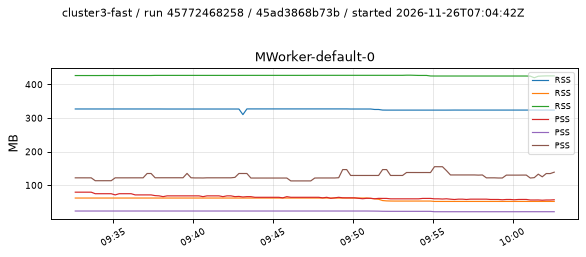 cluster3-fast / run 45772468258 / 45ad3868b73b / started 2026-11-26T07:04:42Z
MWorker-default-0
MB
400
300
200
100
RSS
RSS
RSS
PSS
PSS
PSS
09:35
09:40
09:45
09:50
09:55
10:00